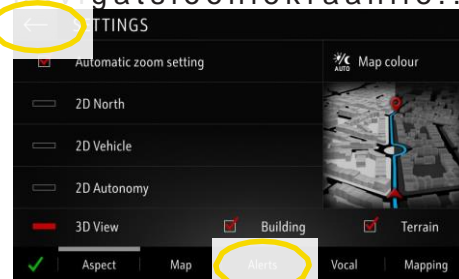 SETTINGS
Automatic zoom setting
AUTO Map colour
2D North
2D Vehicle
2D Autonomy
3D View Building Terrain
Aspect Map Alerts Vocal Mapping